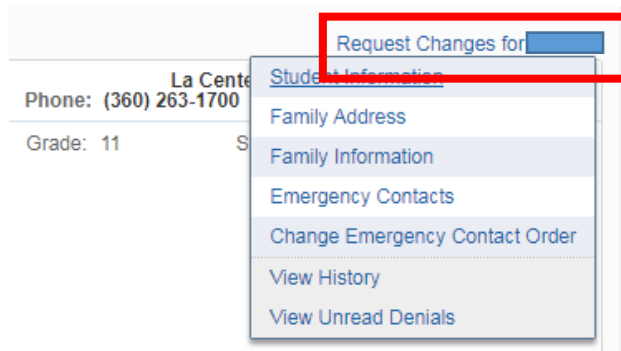 Request Changes for
La Cente
Phone: (360) 263-1700
Grade: 11 S
Student Information
Family Address
Family Information
Emergency Contacts
Change Emergency Contact Order
View History
View Unread Denials